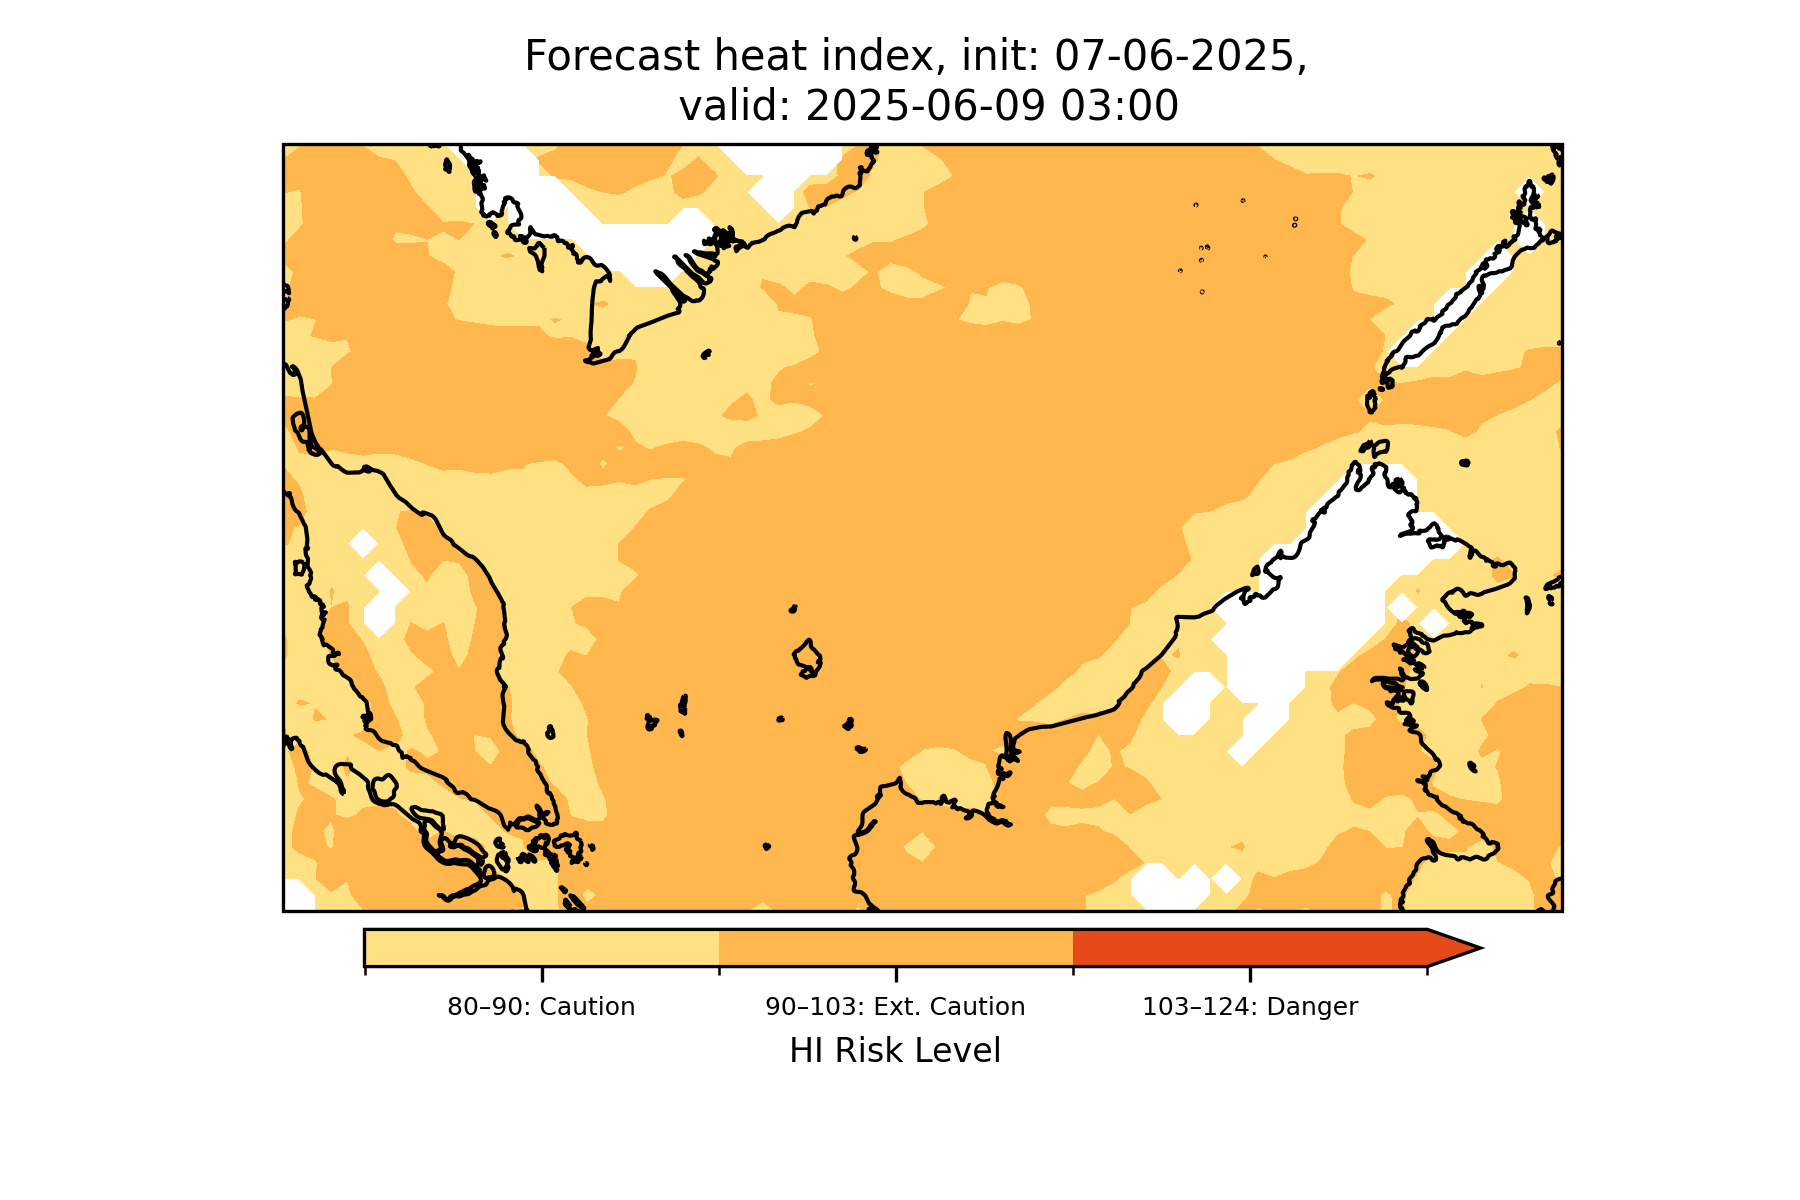 Forecast heat index, init: 07-06-2025,
valid: 2025-06-09 03:00
80–90: Caution
90–103: Ext. Caution
103–124: Danger
HI Risk Level